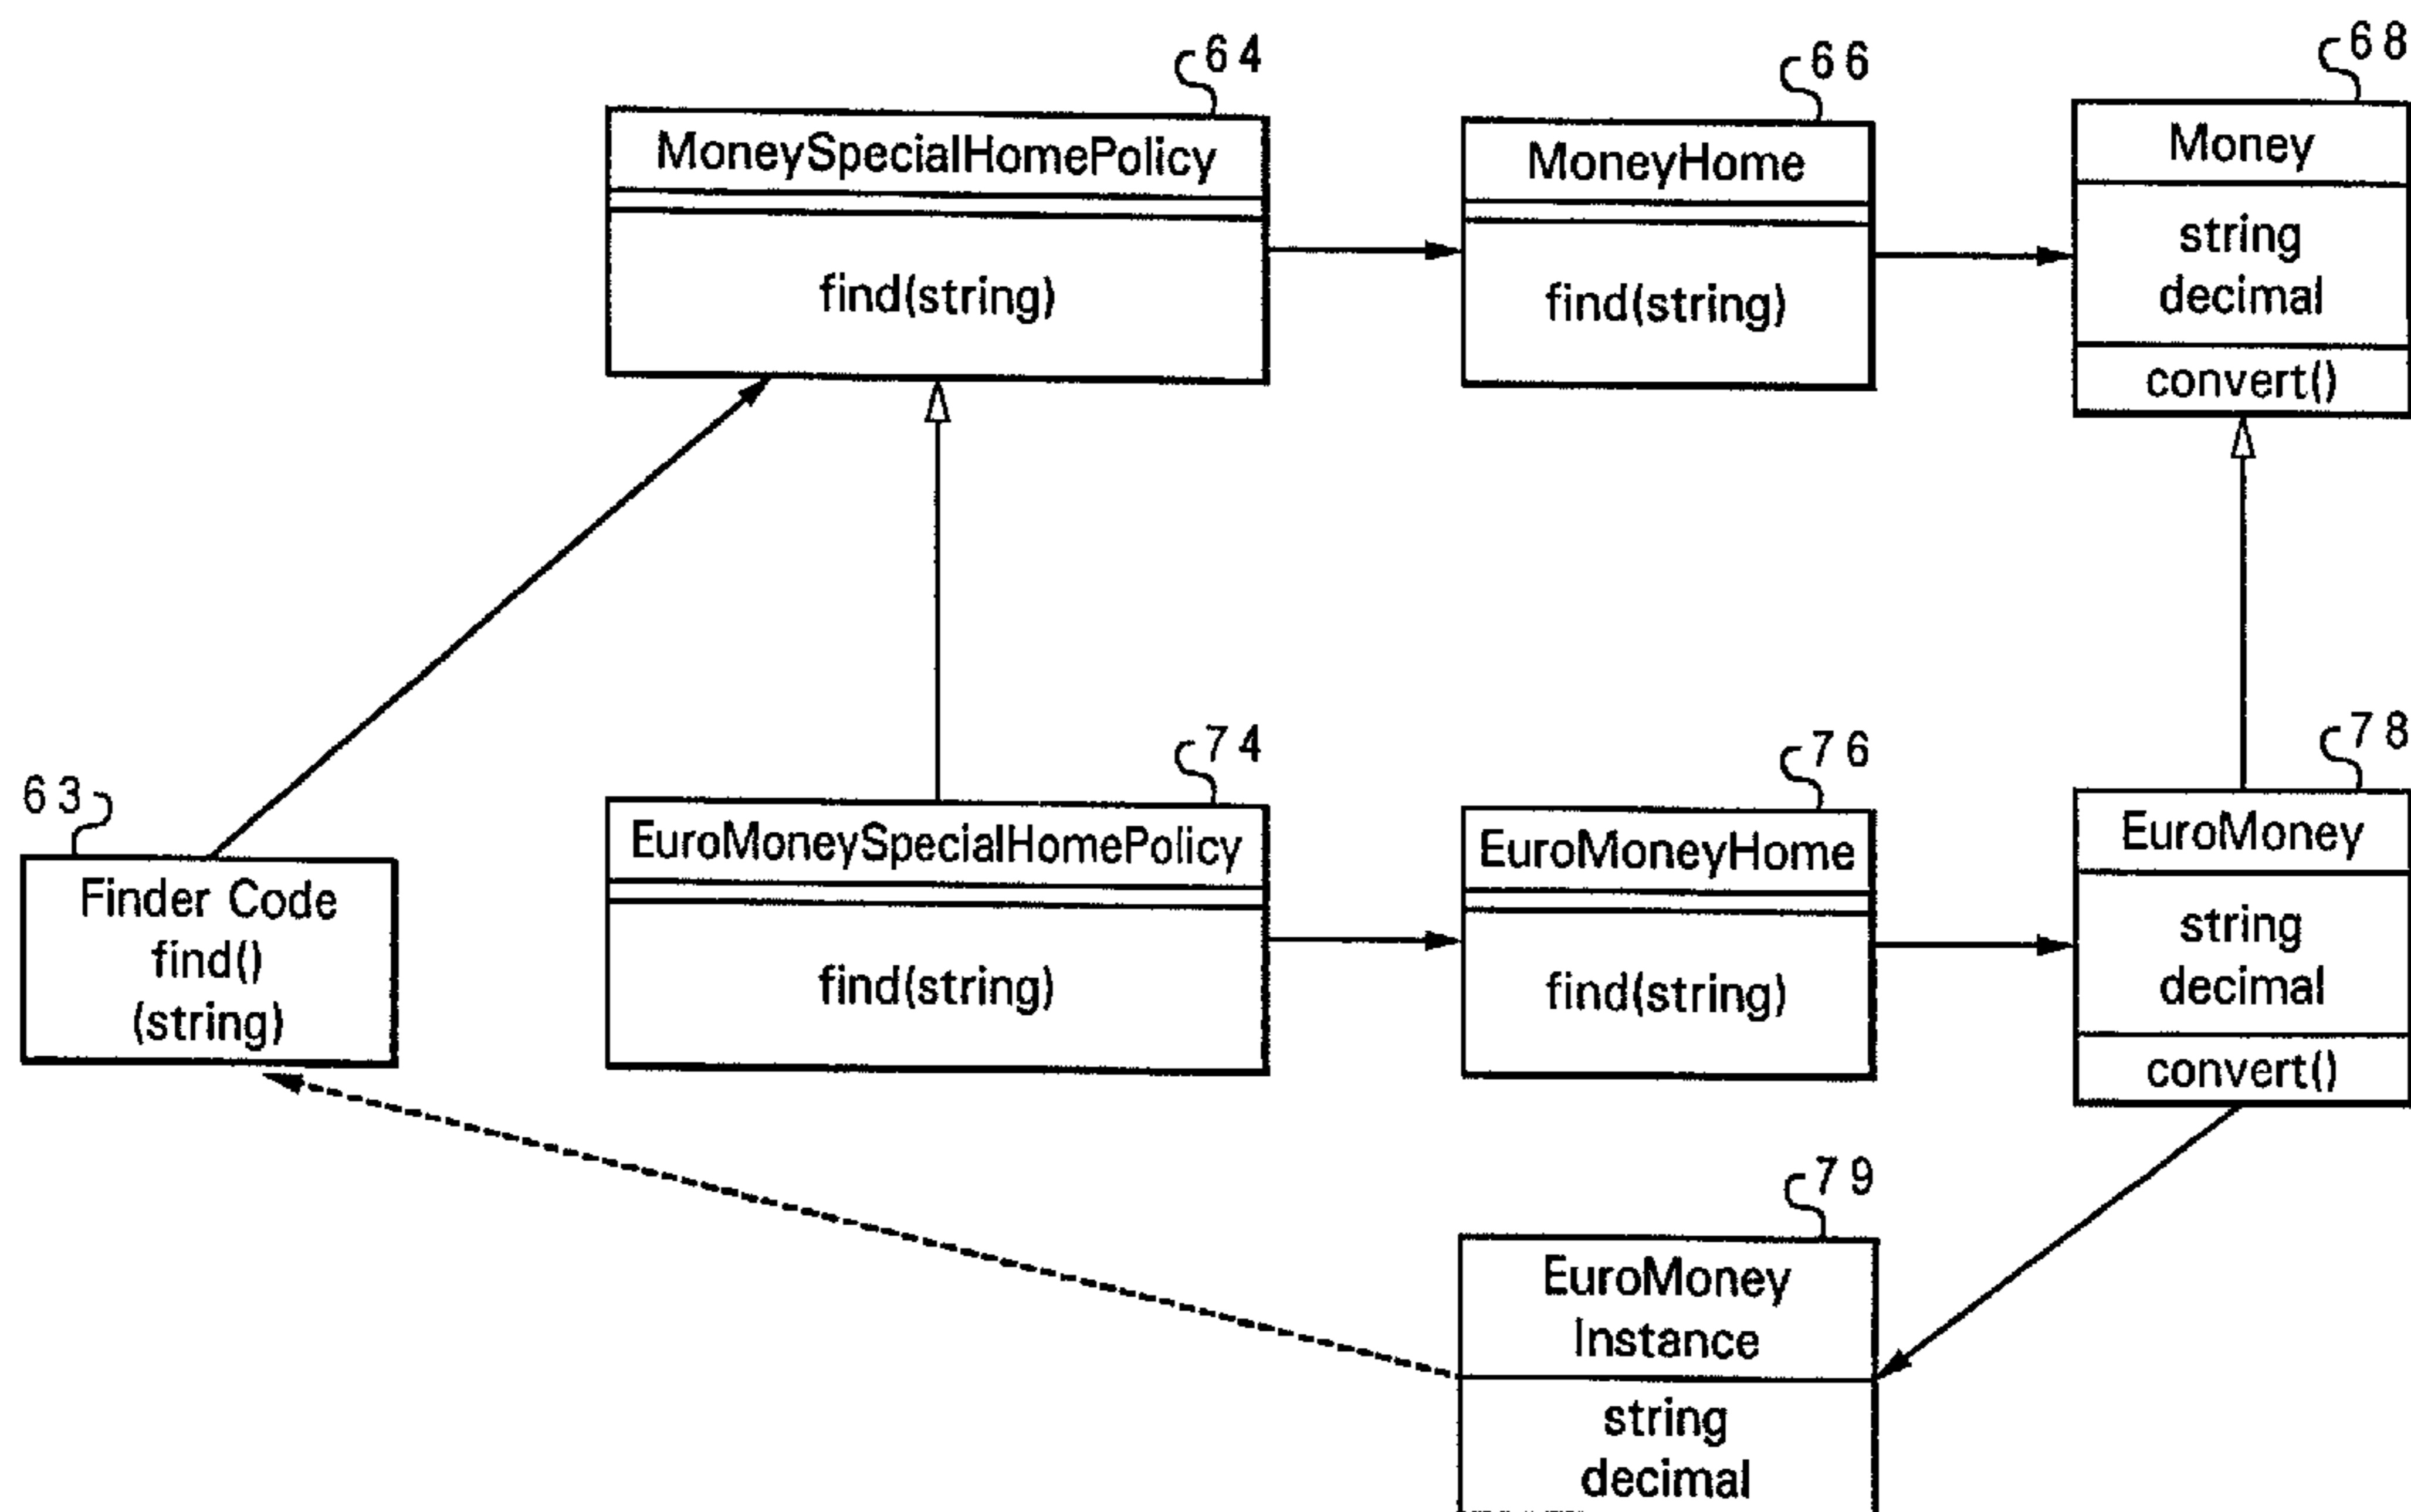 64
MoneySpecialHomePolicy
find(string)
66
MoneyHome
find(string)
68
Money
string
decimal
convert()
63
Finder Code
find()
(string)
74
EuroMoneySpecialHomePolicy
find(string)
76
EuroMoneyHome
find(string)
78
EuroMoney
string
decimal
convert()
79
EuroMoney
Instance
string
decimal